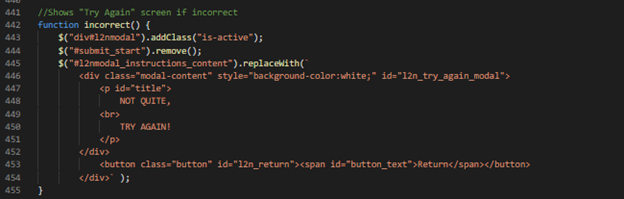 440
441 //Shows "Try Again" screen if incorrect
442 function incorrect() {
443 $("div#l2nmodal").addClass("is-active");
444 $("#submit_start").remove();
445 $("#l2nmodal_instructions_content").replaceWith(`
446 <div class="modal-content" style="background-color:white;" id="l2n_try_again_modal">
447 <p id="title">
448 NOT QUITE,
449 <br>
450 TRY AGAIN!
451 </p>
452 </div>
453 <button class="button" id="l2n_return"><span id="button_text">Return</span></button>
454 </div>` );
455 }